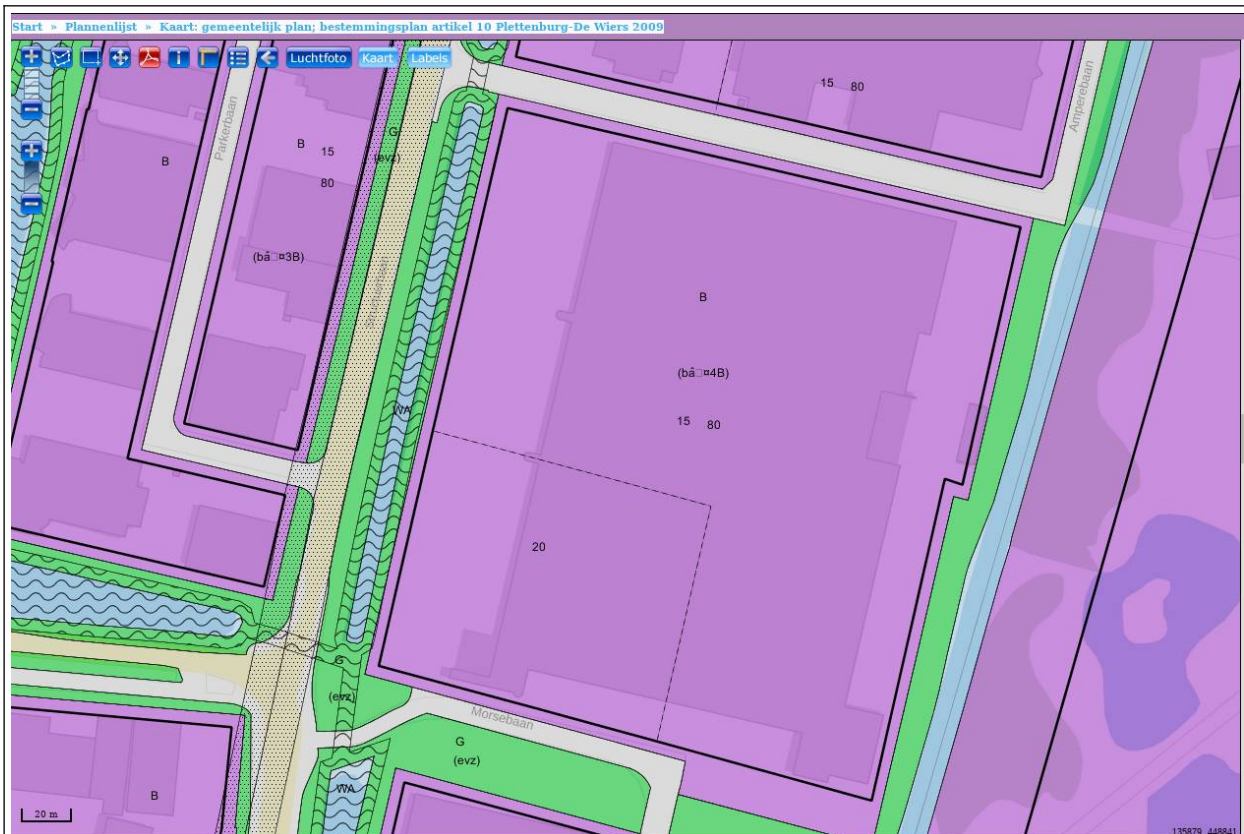 Start » Plannenlijst » Kaart: gemeentelijk plan; bestemmingsplan artikel 10 Plettenburg-De Wiers 2009
Luchtfoto Kaart Labels
15 80
Amperebaan
Parkerbaan
B
B
15
G
(evz)
80
(bâ□¤3B)
B
(bâ□¤4B)
WA
15 80
20
G
(evz)
Morsebaan
G
(evz)
WA
B
20 m
135879, 448841